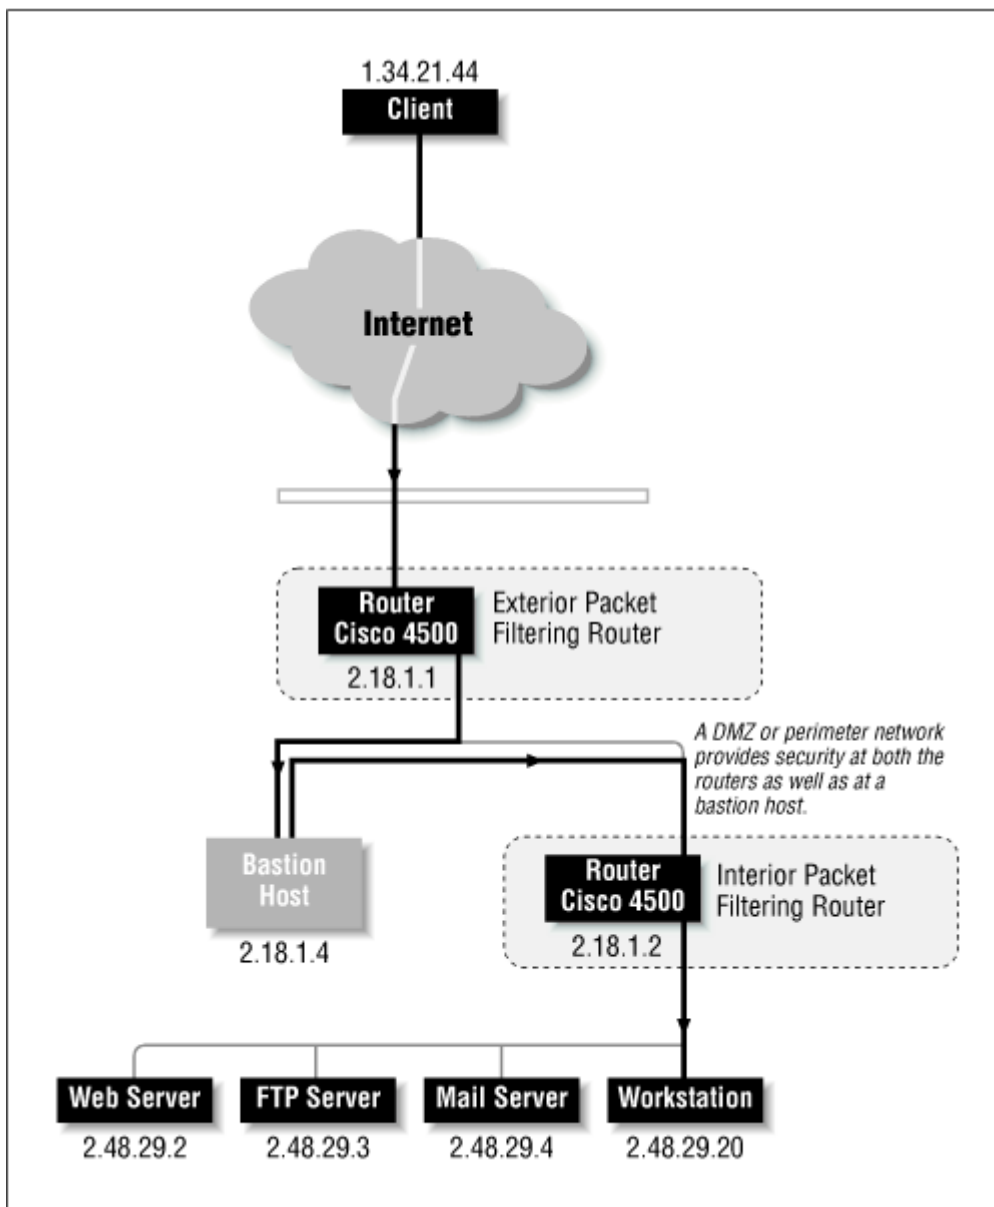 1.34.21.44
Client
Internet
Router
Cisco 4500
Exterior Packet
Filtering Router
2.18.1.1
A DMZ or perimeter network
provides security at both the
routers as well as at a
bastion host.
Bastion
Host
2.18.1.4
Router
Cisco 4500
Interior Packet
Filtering Router
2.18.1.2
Web Server
FTP Server
Mail Server
Workstation
2.48.29.2
2.48.29.3
2.48.29.4
2.48.29.20